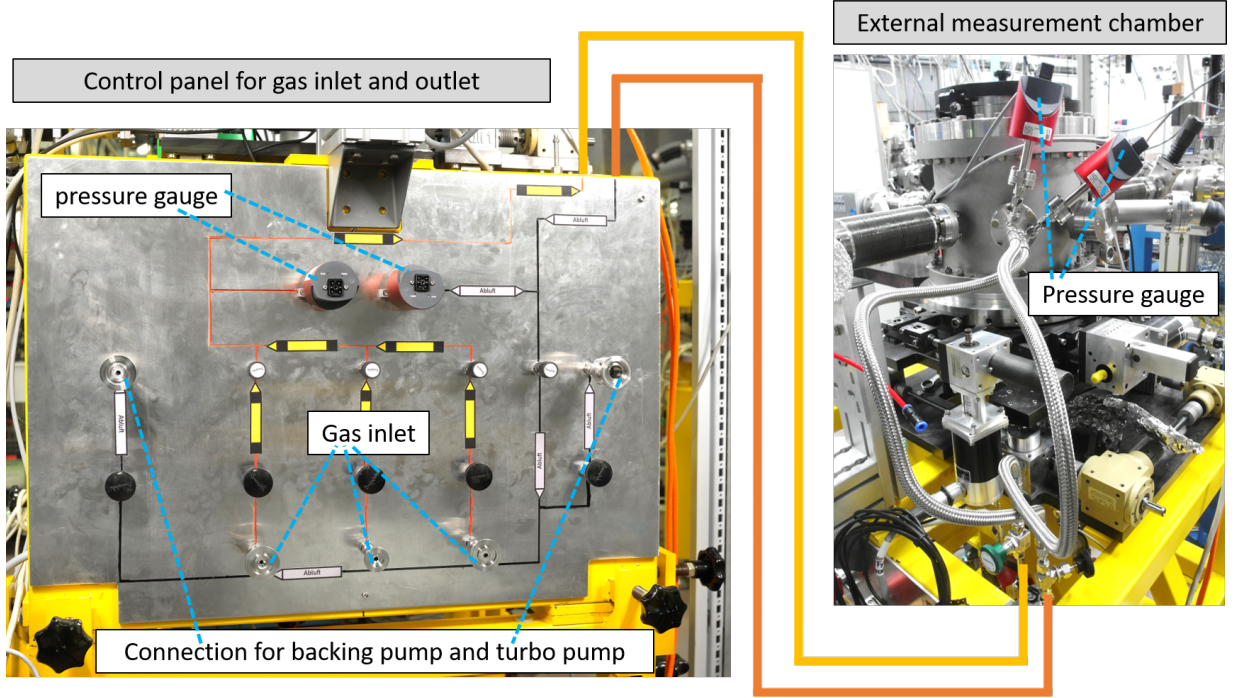 External measurement chamber
Control panel for gas inlet and outlet
pressure gauge
Abluft
Abluft
Pressure gauge
Abluft
Abluft
Abluft
Gas inlet
Abluft
Connection for backing pump and turbo pump